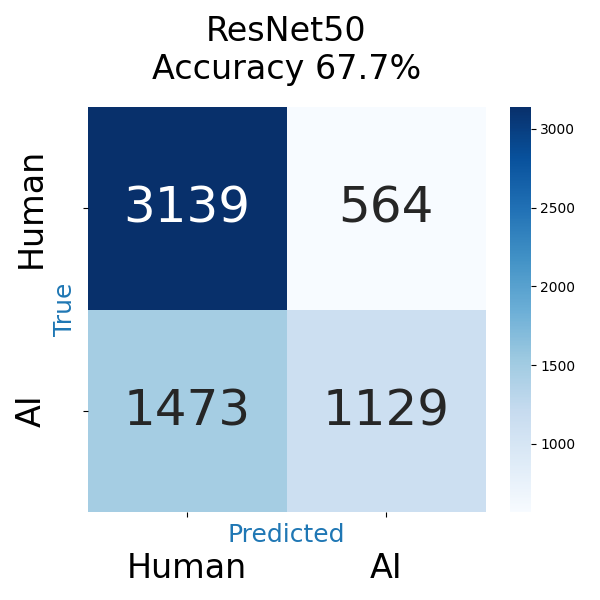 ResNet50
Accuracy 67.7%
Human
3139
564
3000
2500
2000
1500
1000
True
AI
1473
1129
Predicted
Human
AI